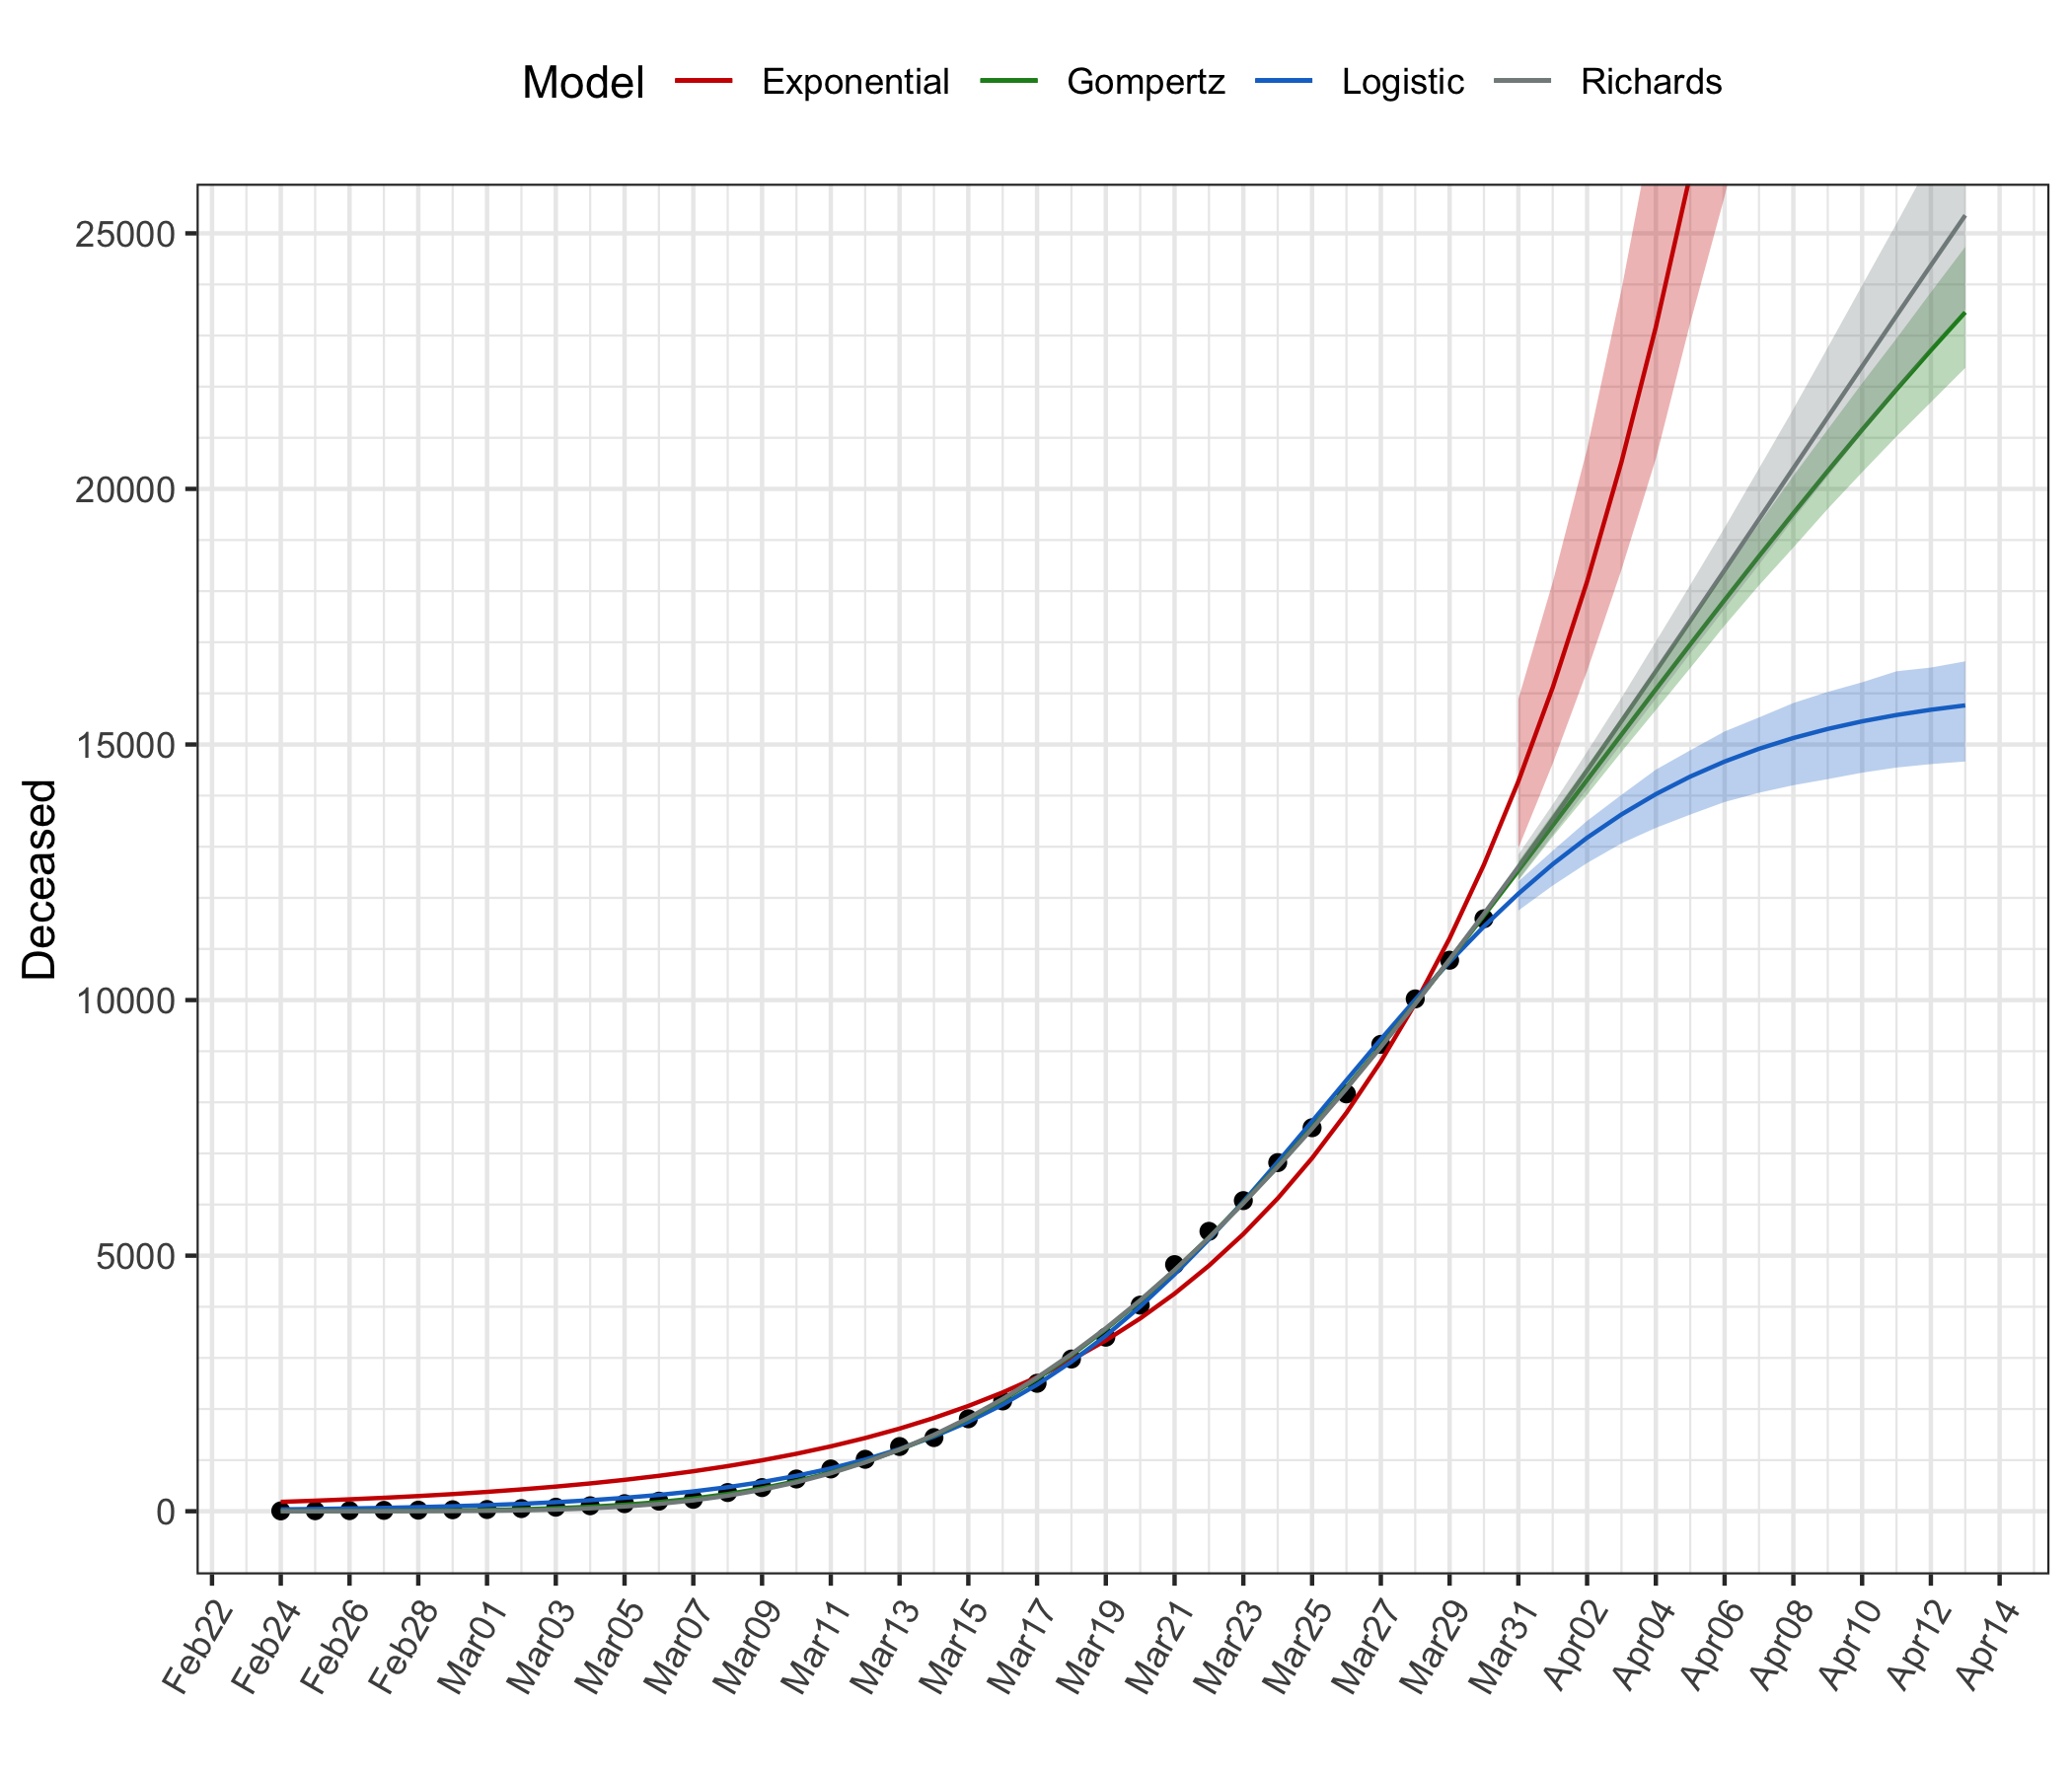 Model Exponential Gompertz Logistic Richards
25000
20000
15000
10000
5000
0
Deceased
Feb22 Feb24 Feb26 Feb28 Mar01 Mar03 Mar05 Mar07 Mar09 Mar11 Mar13 Mar15 Mar17 Mar19 Mar21 Mar23 Mar25 Mar27 Mar29 Mar31 Apr02 Apr04 Apr06 Apr08 Apr10 Apr12 Apr14